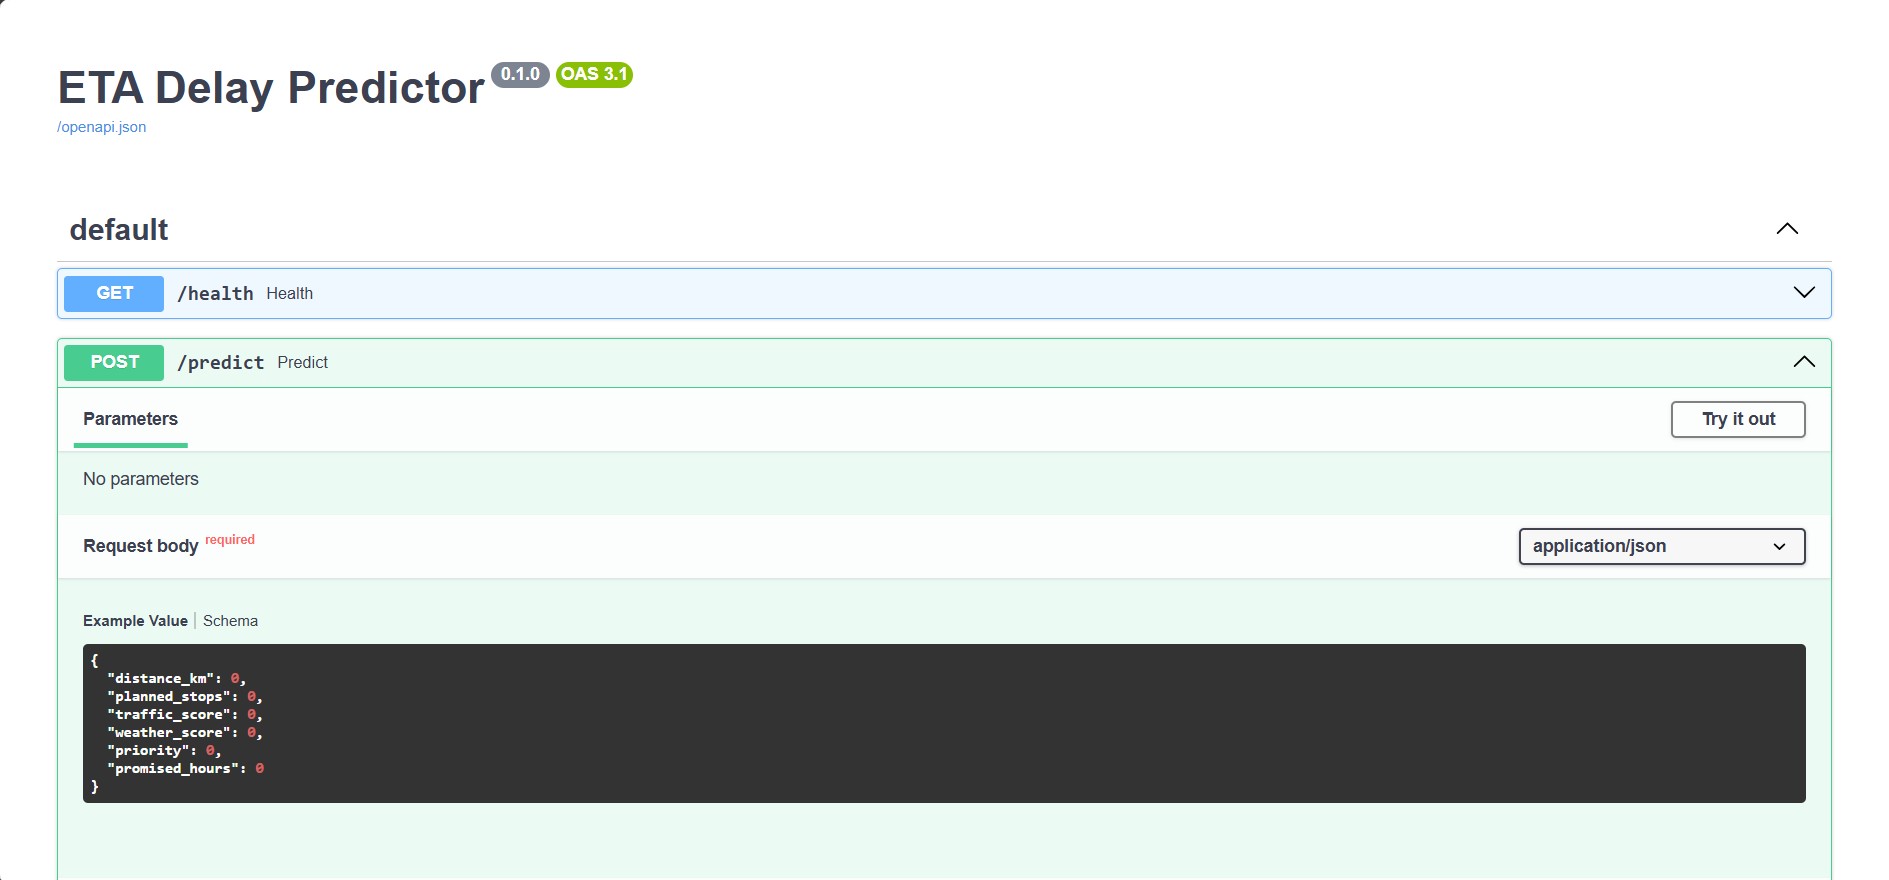 ETA Delay Predictor 0.1.0 OAS 3.1
/openapi.json
default
GET /health Health
POST /predict Predict
Parameters Try it out
No parameters
Request body required application/json
Example Value Schema
{
"distance_km": 0,
"planned_stops": 0,
"traffic_score": 0,
"weather_score": 0,
"priority": 0,
"promised_hours": 0
}